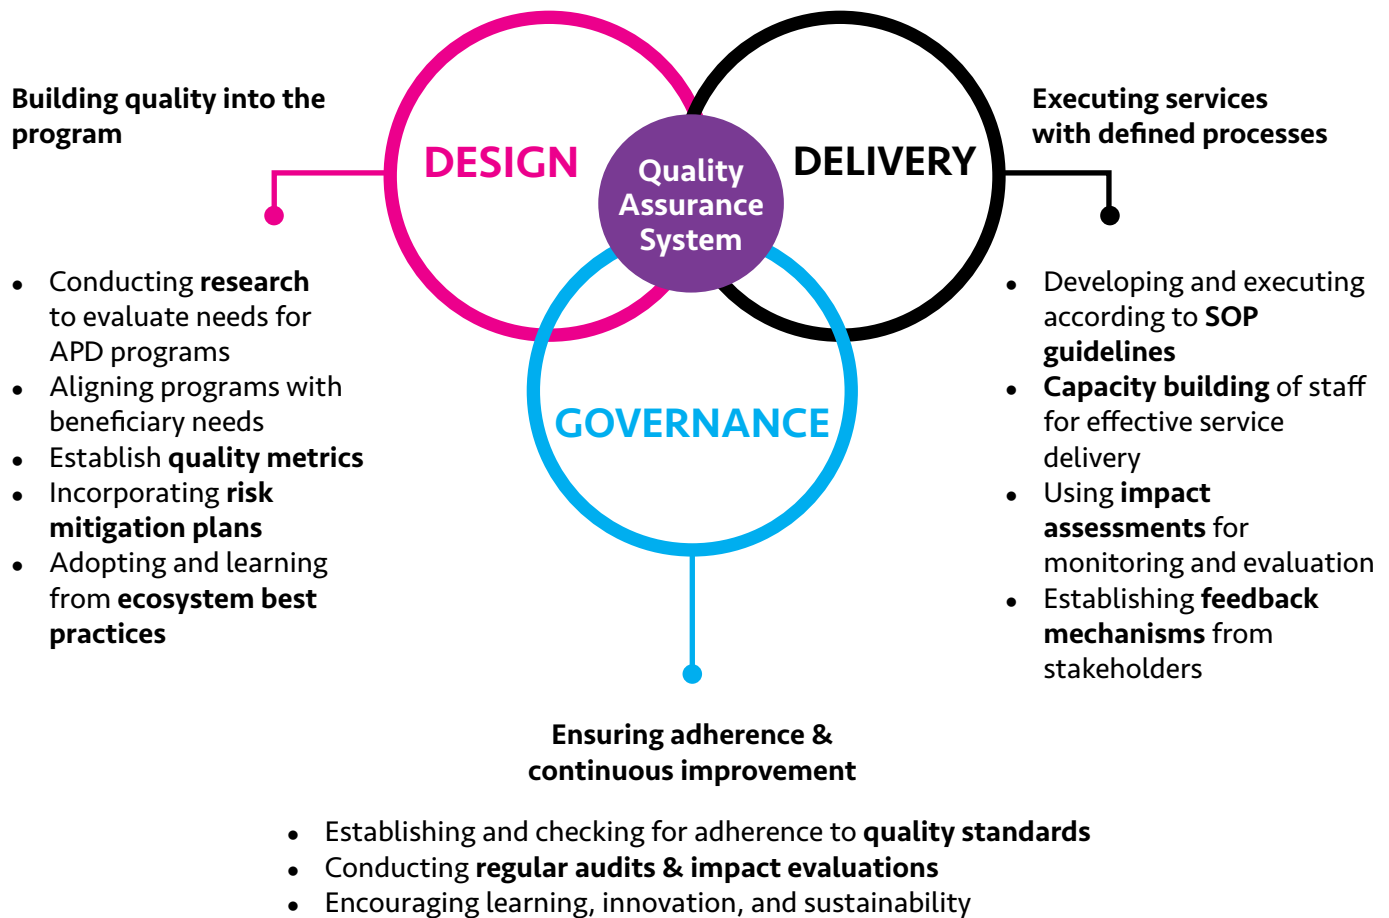 Building quality into the
program
DESIGN
Quality
Assurance
System
DELIVERY
Executing services
with defined processes
• Conducting research
to evaluate needs for
APD programs
• Aligning programs with
beneficiary needs
• Establish quality metrics
• Incorporating risk
mitigation plans
• Adopting and learning
from ecosystem best
practices
GOVERNANCE
• Developing and executing
according to SOP
guidelines
• Capacity building of staff
for effective service
delivery
• Using impact
assessments for
monitoring and evaluation
• Establishing feedback
mechanisms from
stakeholders
Ensuring adherence &
continuous improvement
• Establishing and checking for adherence to quality standards
• Conducting regular audits & impact evaluations
• Encouraging learning, innovation, and sustainability